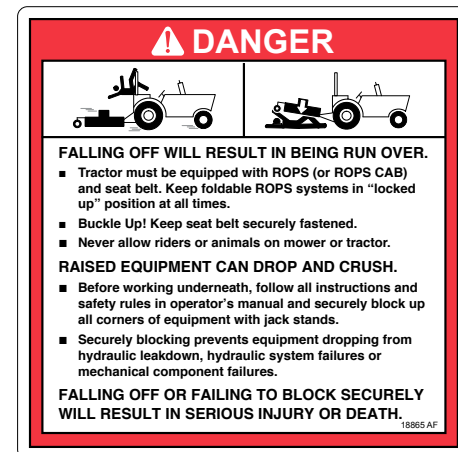 DANGER
FALLING OFF WILL RESULT IN BEING RUN OVER.
■ Tractor must be equipped with ROPS (or ROPS CAB)
and seat belt. Keep foldable ROPS systems in “locked
up” position at all times.
■ Buckle Up! Keep seat belt securely fastened.
■ Never allow riders or animals on mower or tractor.
RAISED EQUIPMENT CAN DROP AND CRUSH.
■ Before working underneath, follow all instructions and
safety rules in operator’s manual and securely block up
all corners of equipment with jack stands.
■ Securely blocking prevents equipment dropping from
hydraulic leakdown, hydraulic system failures or
mechanical component failures.
FALLING OFF OR FAILING TO BLOCK SECURELY
WILL RESULT IN SERIOUS INJURY OR DEATH.
18865 AF